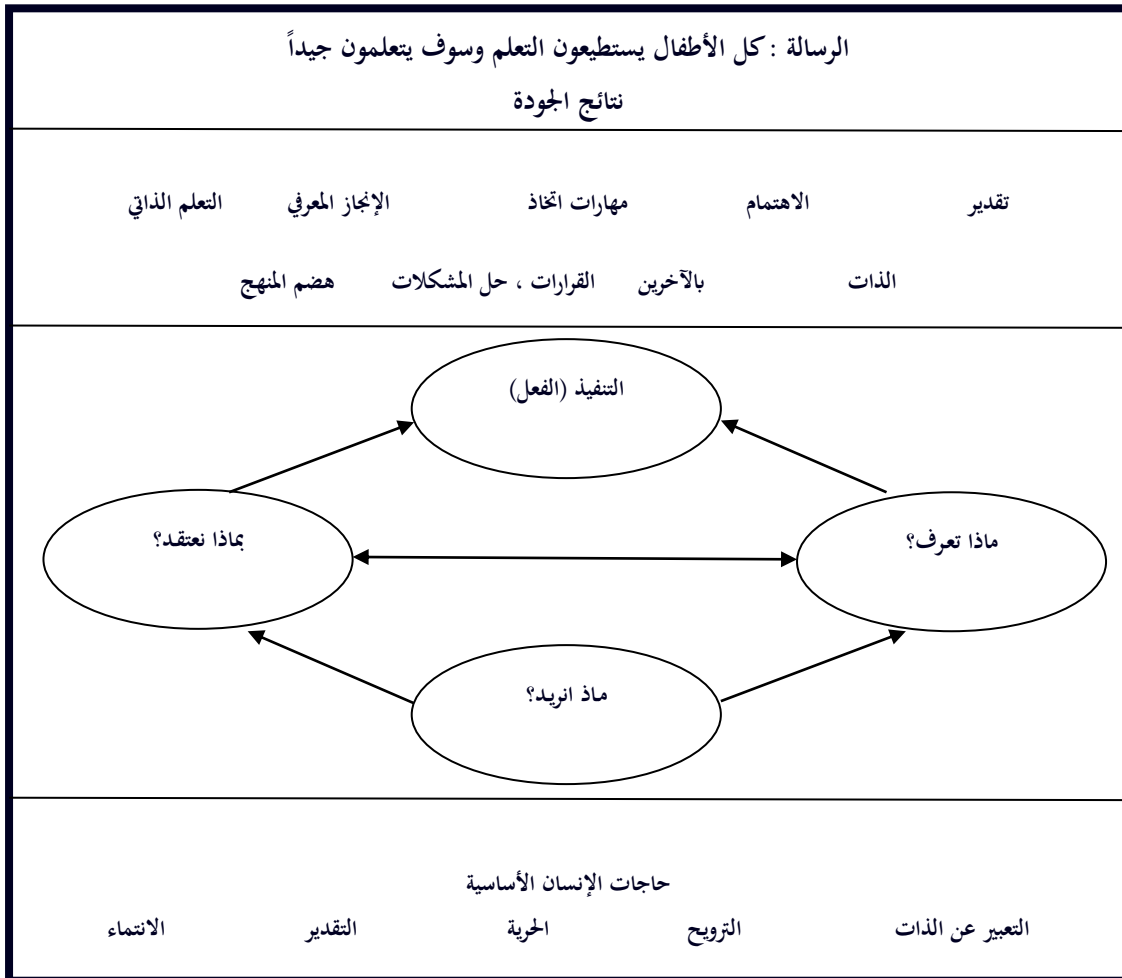 الرسالة : كل الأطفال يستطيعون التعلم وسوف يتعلمون جيداً
نتائج الجودة
تقدير الاهتمام مهارات اتخاذ الإنجاز المعرفي التعلم الذاتي
الذات بالآخرين القرارات ، حل المشكلات هضم المنهج
التنفيذ (الفعل)
ماذا تعرف؟
بماذا نعتقد؟
ماذ انريد؟
حاجات الإنسان الأساسية
التعبير عن الذات الترويح الحرية التقدير الانتماء